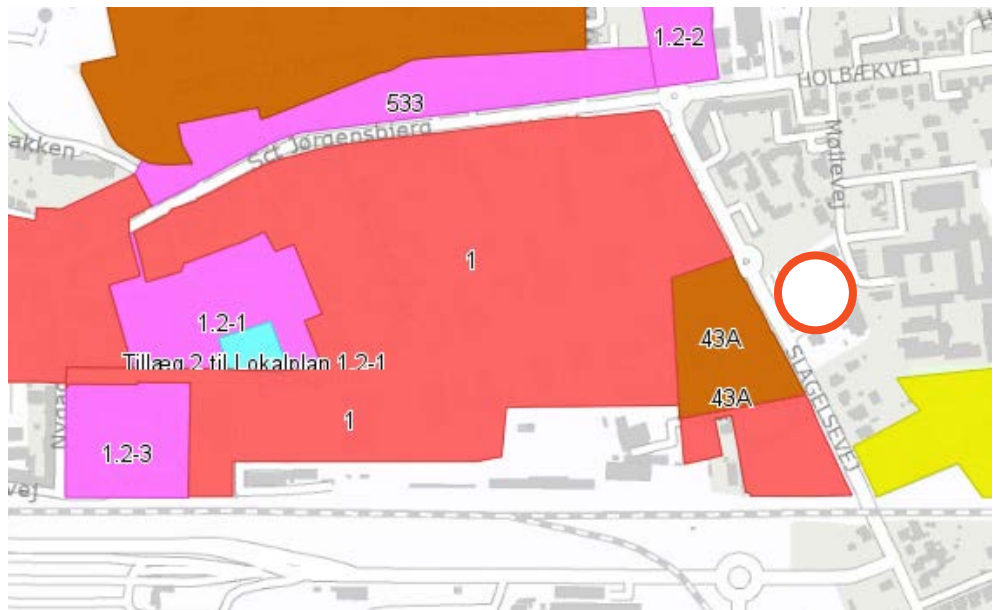 1.2-2
HOLBÆKVEJ
533
Sct Jørgensbjerg
akken
Møllevej
1
1.2-1
Tillæg 2 til Lokalplan 1.2-1
43A
43A
SLAGELSEVEJ
1
1.2-3
vej